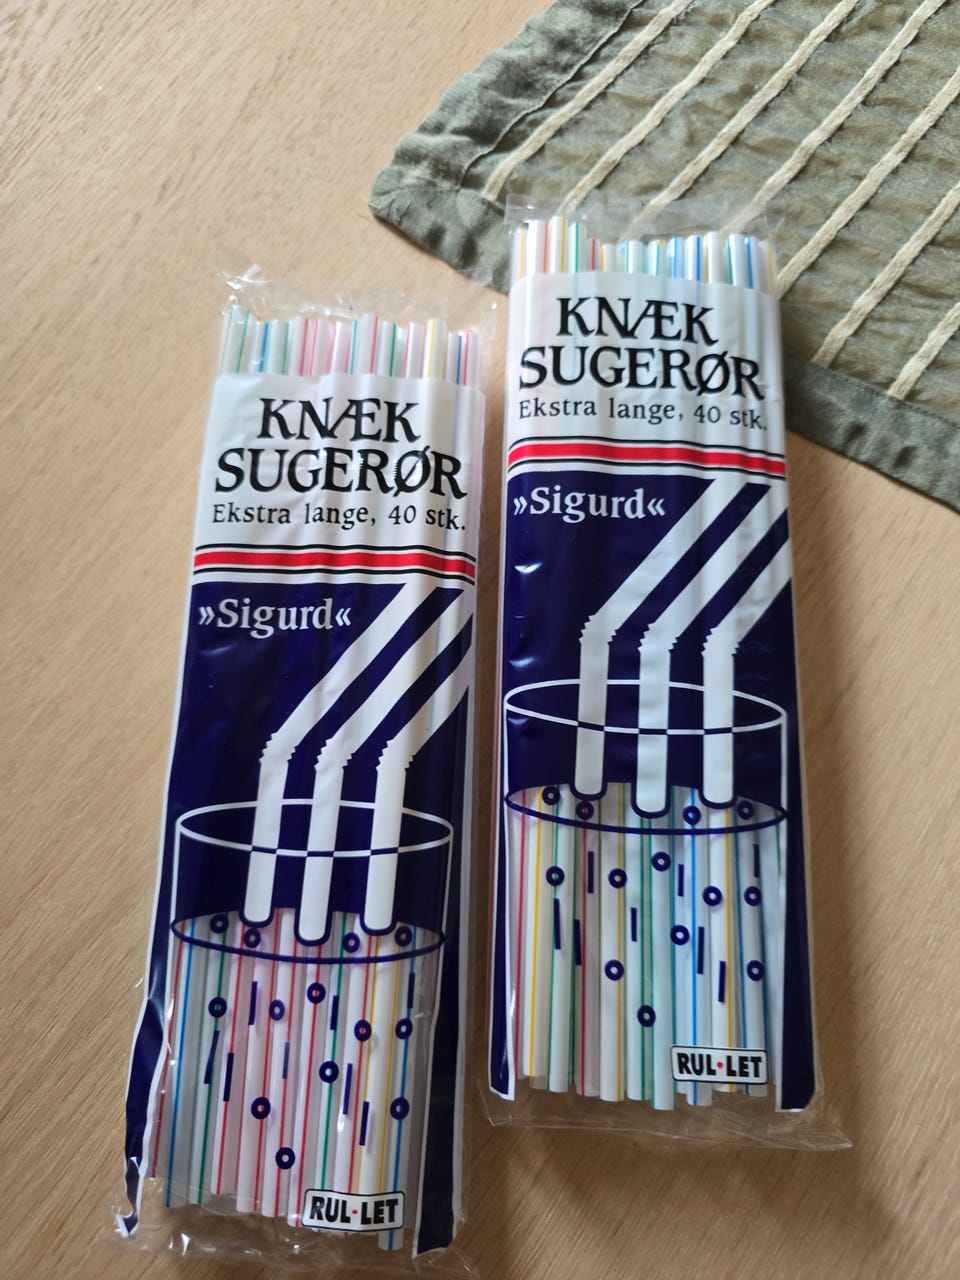 KNÆK
SUGERØR
Ekstra lange, 40 stk.
»Sigurd«
RUL·LET
KNÆK
SUGERØR
Ekstra lange, 40 stk.
»Sigurd«
RUL·LET